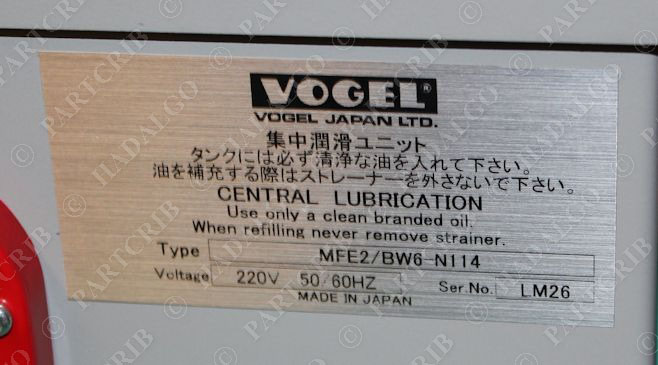 VOGEL®
VOGEL JAPAN LTD.
集中潤滑ユニット
タンクには必ず清浄な油を入れて下さい。
油を補充する際はストレーナーを外さないで下さい。
CENTRAL LUBRICATION
Use only a clean branded oil.
When refilling never remove strainer.
Type MFE2/BW6-N114
Voltage 220V 50/60HZ Ser.No. LM26
MADE IN JAPAN
© PARTCRIB © HADALCO